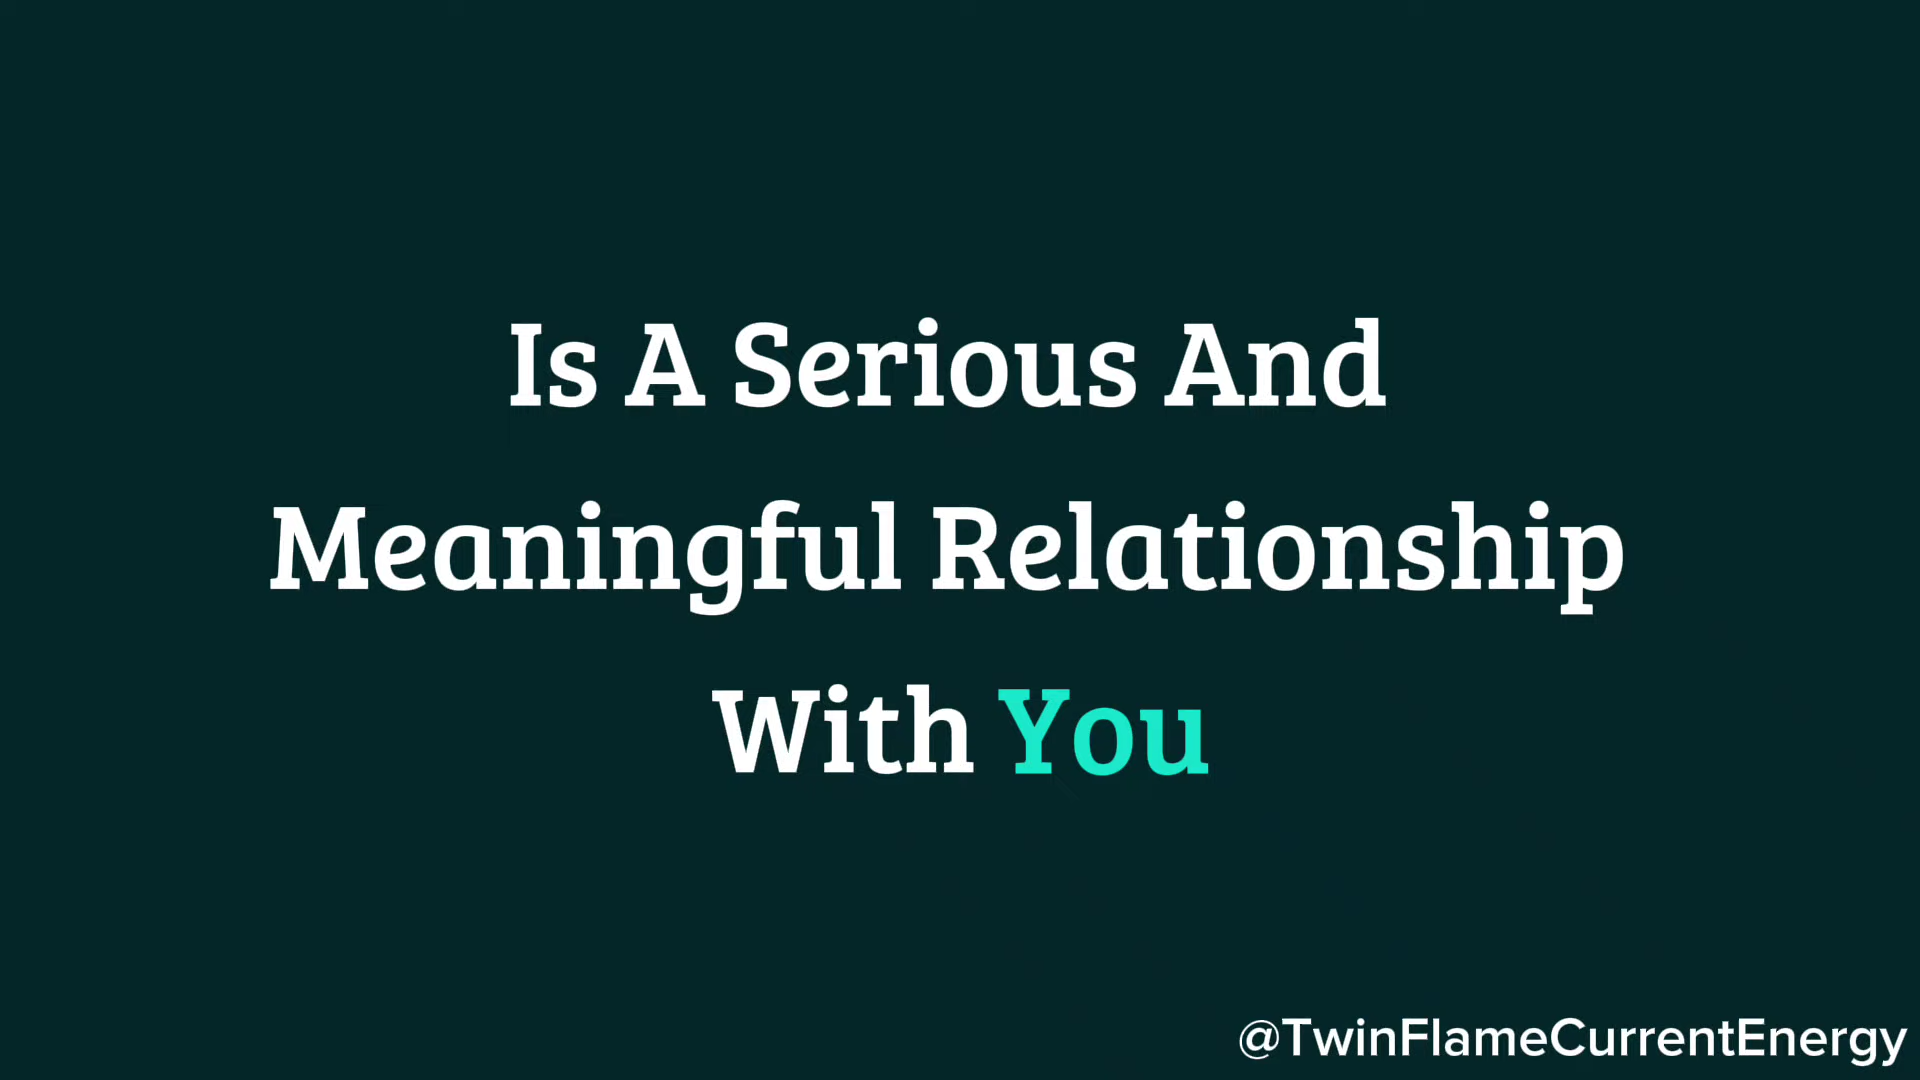 Is A Serious And
Meaningful Relationship
With You
@TwinFlameCurrentEnergy